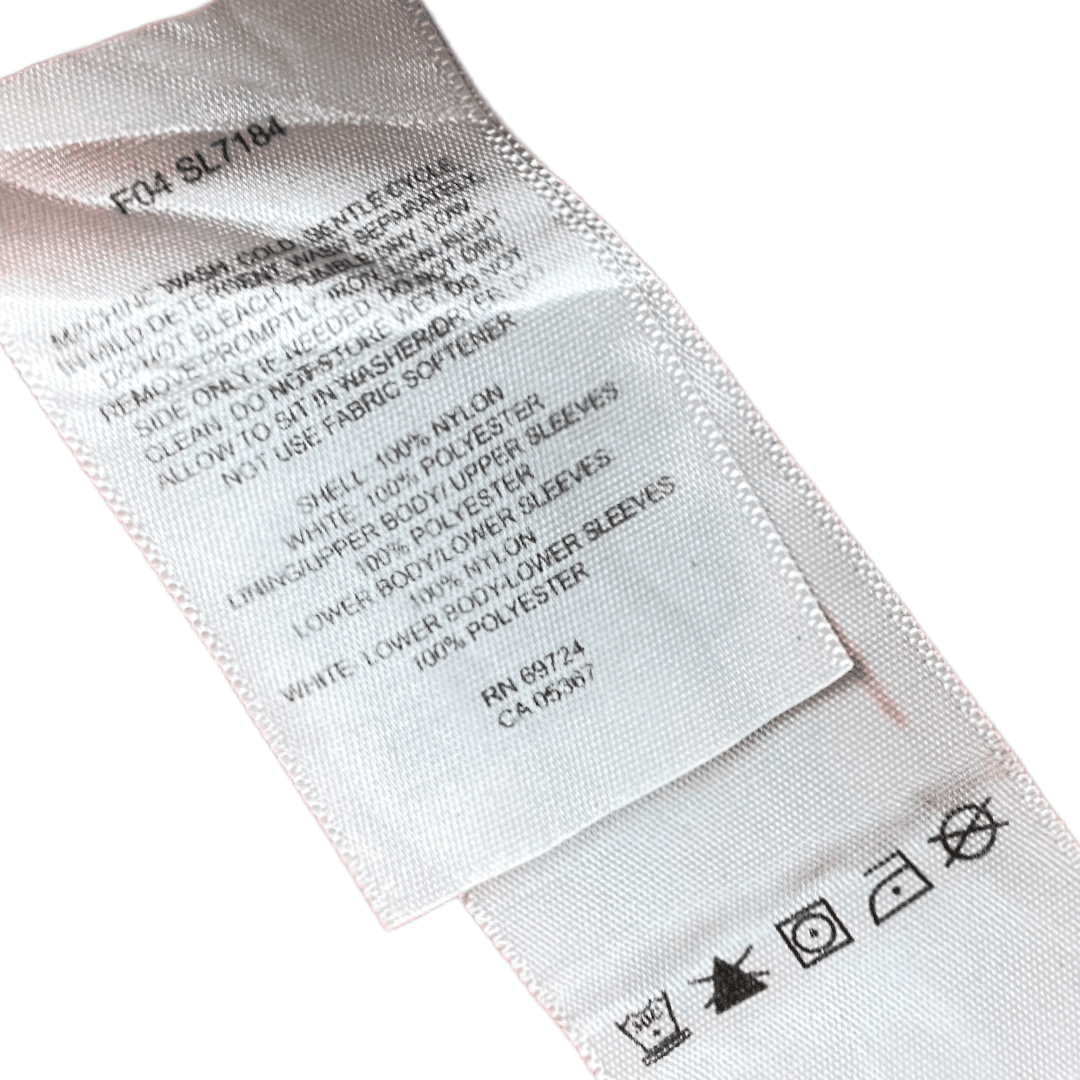 F04 SL7184
MACHINE WASH, COLD, GENTLE CYCLE
IN MILD DETERGENT, WASH SEPARATELY,
DO NOT BLEACH, TUMBLE DRY, LOW
REMOVE PROMPTLY, IRON, LOW, ON
SIDE ONLY, IF NEEDED, DO NOT DRY
CLEAN, DO NOT STORE WET, DO NOT
ALLOW TO SIT IN WASHER/DRYER, DO
NOT USE FABRIC SOFTENER
SHELL: 100% NYLON
WHITE: 100% POLYESTER
LINING/UPPER BODY/ UPPER SLEEVES
100% POLYESTER
LOWER BODY/LOWER SLEEVES
100% NYLON
WHITE- LOWER BODY-LOWER SLEEVES
100% POLYESTER
RN 69724
CA 05367